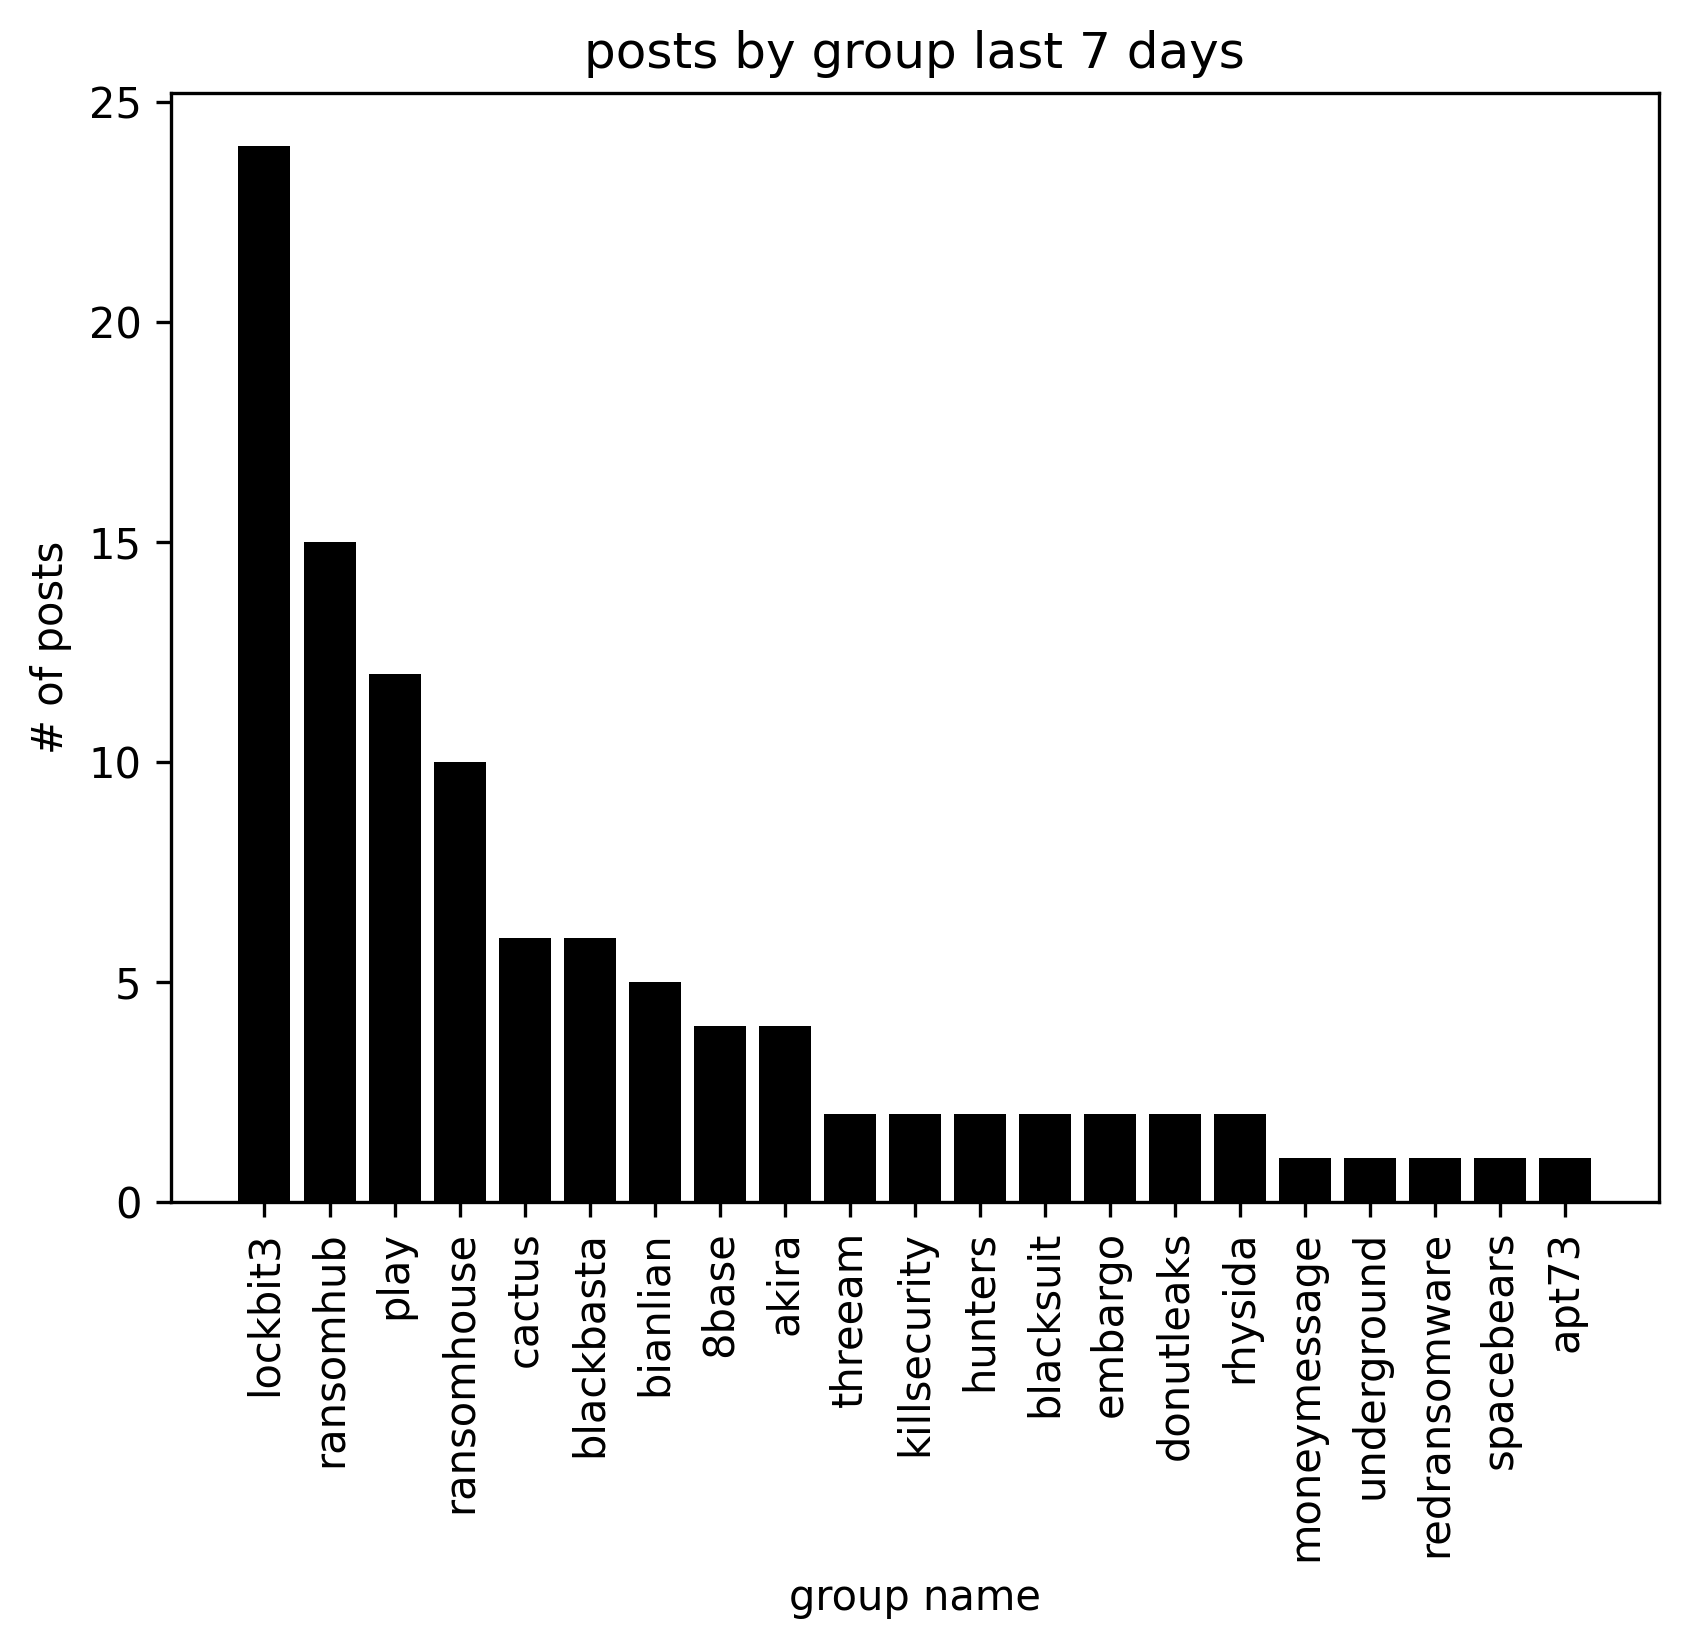 posts by group last 7 days
# of posts
25
20
15
10
5
0
lockbit3
ransomhub
play
ransomhouse
cactus
blackbasta
bianlian
8base
akira
threeam
killsecurity
hunters
blacksuit
embargo
donutleaks
rhysida
moneymessage
underground
redransomware
spacebears
apt73
group name